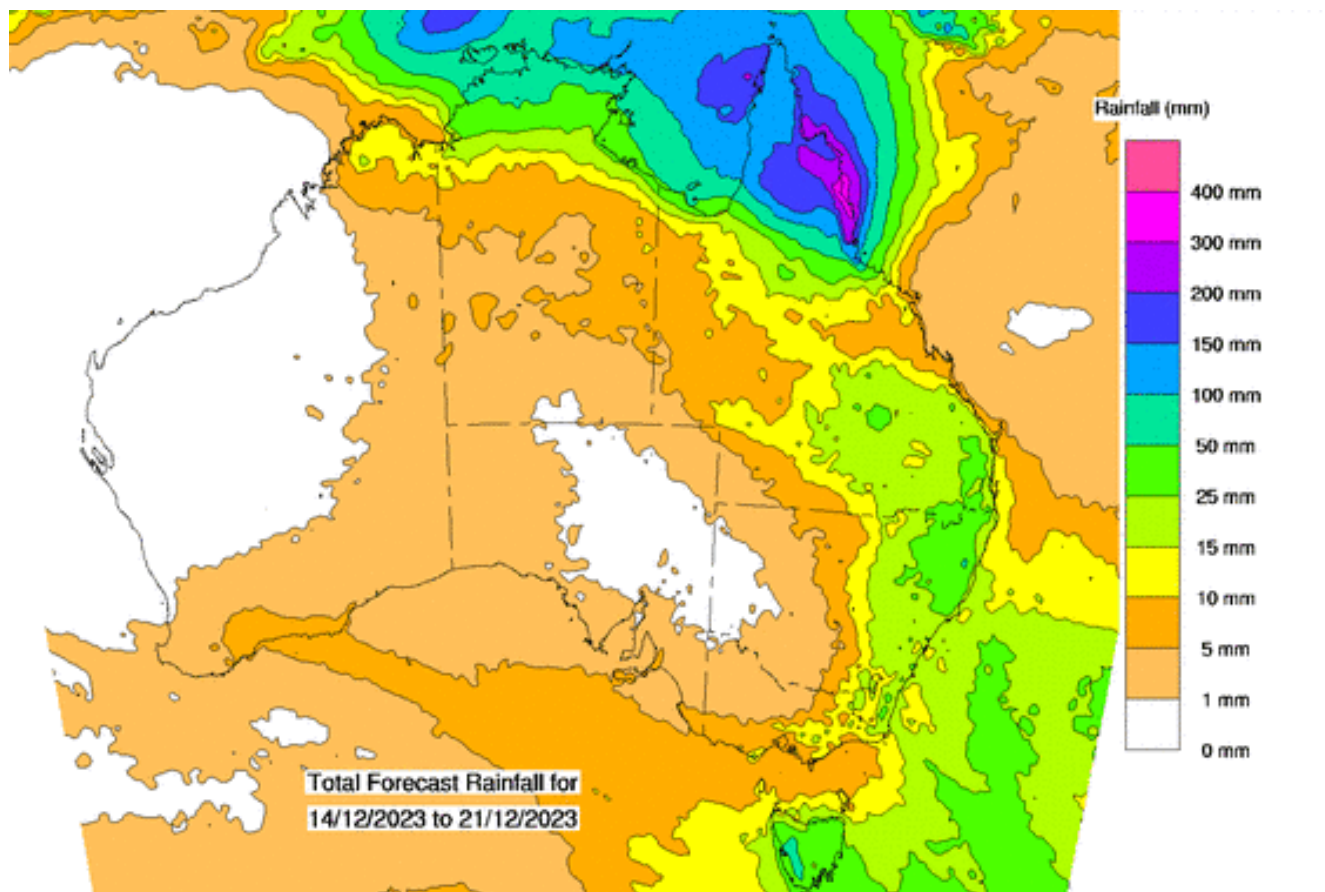 Rainfall (mm)
400 mm
300 mm
200 mm
150 mm
100 mm
50 mm
25 mm
15 mm
10 mm
5 mm
1 mm
0 mm
Total Forecast Rainfall for
14/12/2023 to 21/12/2023